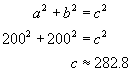 a² + b² = c²
200² + 200² = c²
c ≈ 282.8